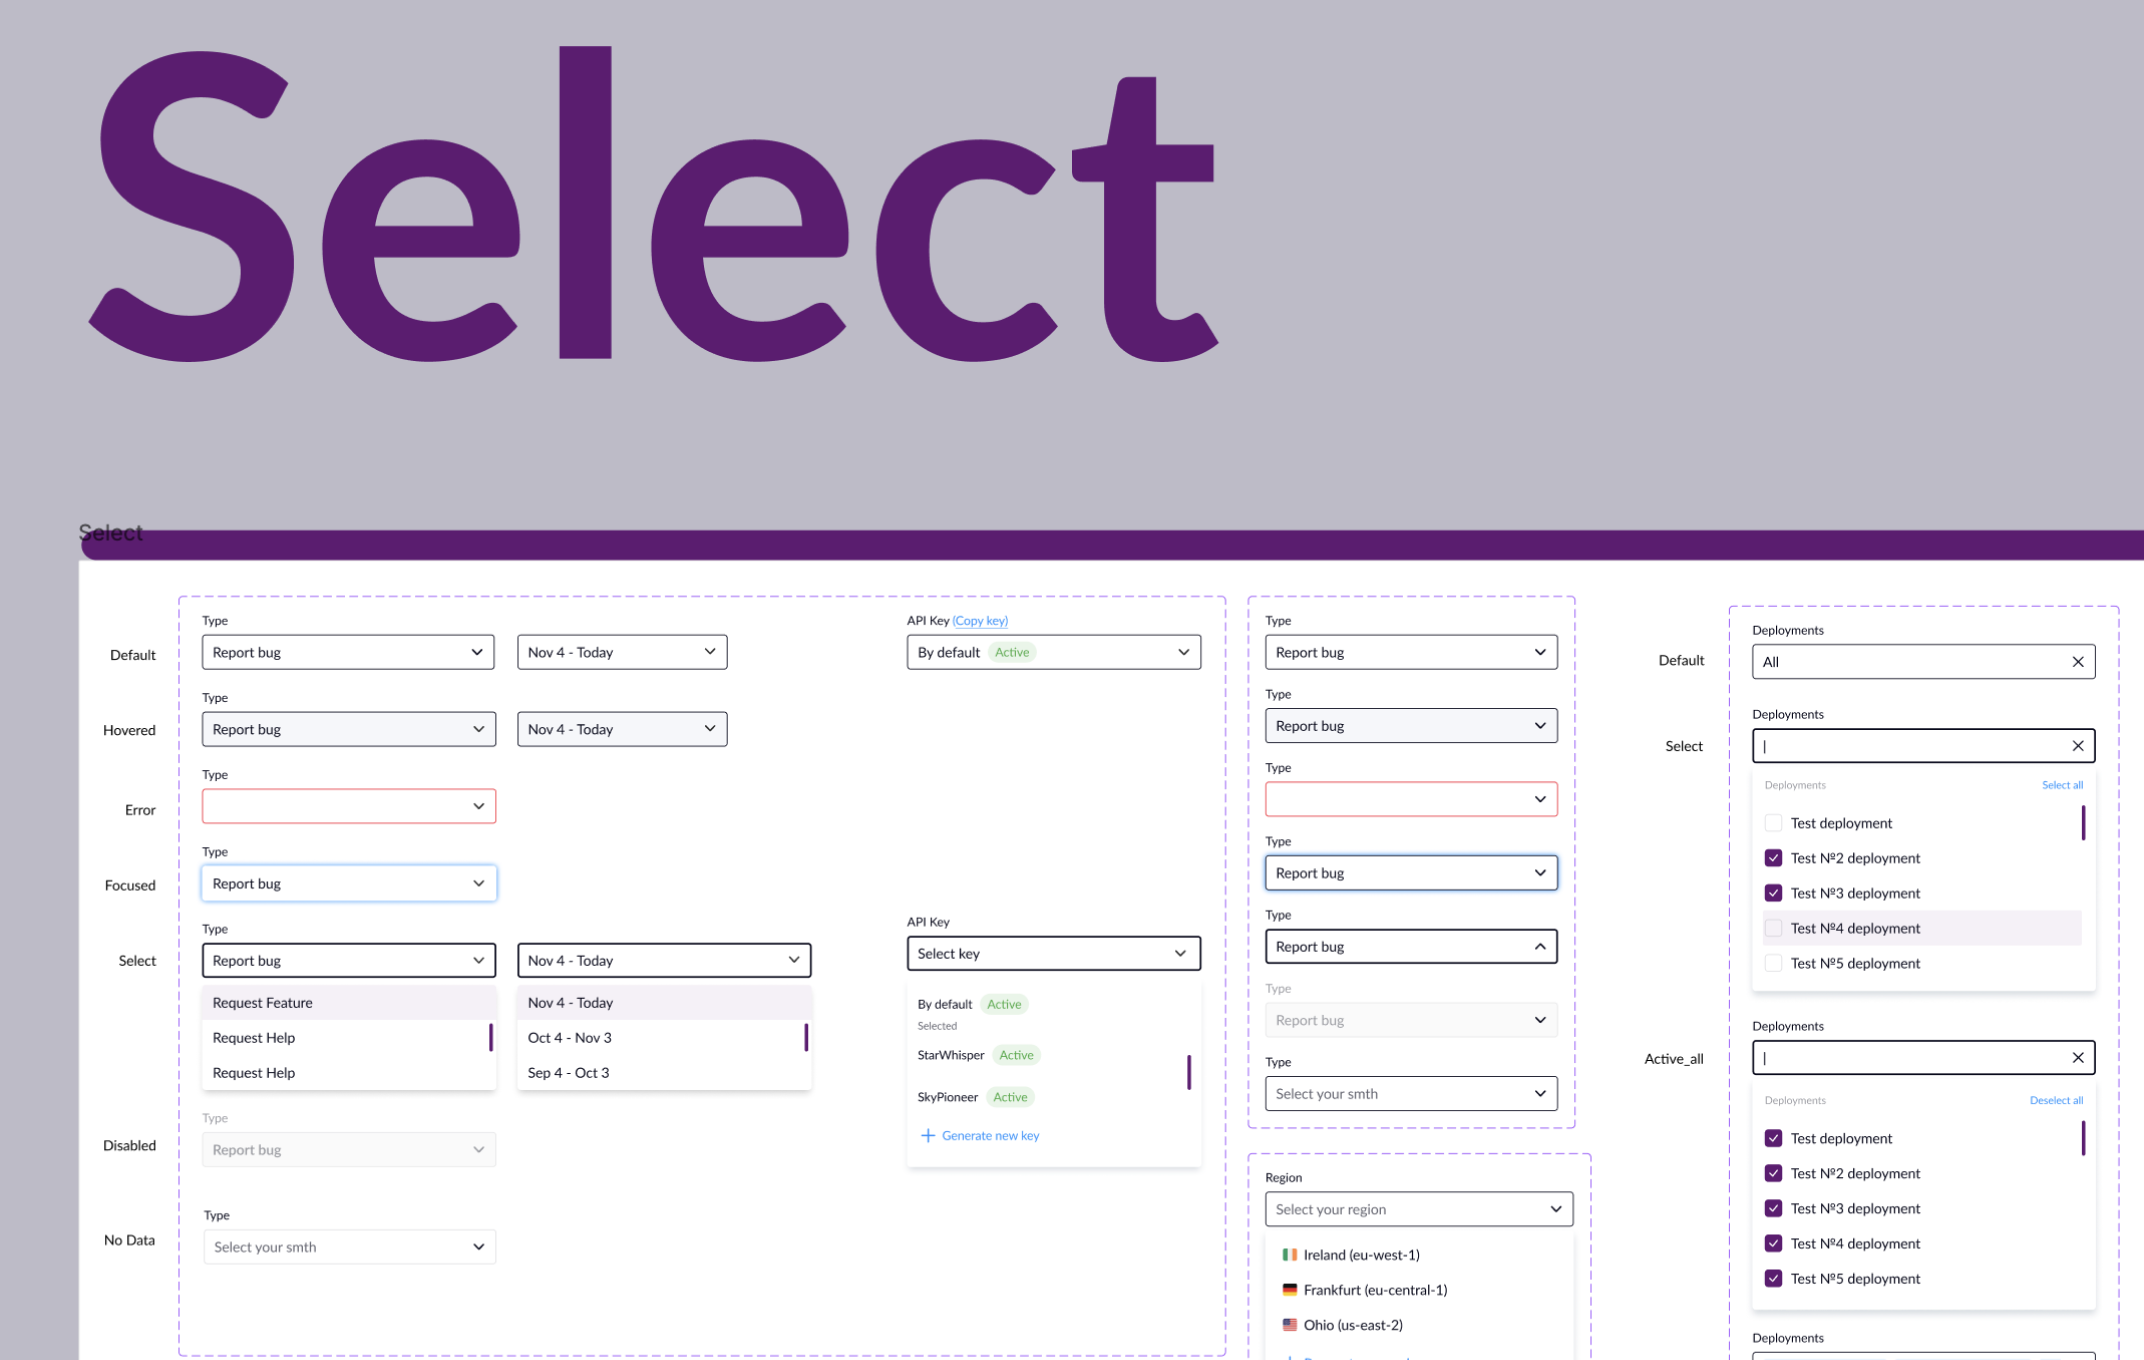 Select
Select
Default
Type
Report bug
Nov 4 - Today
API Key (Copy key)
By default Active
Hovered
Type
Report bug
Nov 4 - Today
Error
Type
Focused
Type
Report bug
Select
Type
Report bug
Request Feature
Request Help
Request Help
Nov 4 - Today
Nov 4 - Today
Oct 4 - Nov 3
Sep 4 - Oct 3
API Key
Select key
By default Active
Selected
StarWhisper Active
SkyPioneer Active
Generate new key
Disabled
Type
Report bug
No Data
Type
Select your smth
Type
Report bug
Type
Report bug
Type
Type
Report bug
Type
Report bug
Type
Report bug
Type
Select your smth
Region
Select your region
Ireland (eu-west-1)
Frankfurt (eu-central-1)
Ohio (us-east-2)
Default
Deployments
All
Select
Deployments
Deployments Select all
Test deployment
Test Nº2 deployment
Test Nº3 deployment
Test Nº4 deployment
Test Nº5 deployment
Active_all
Deployments
Deployments Deselect all
Test deployment
Test Nº2 deployment
Test Nº3 deployment
Test Nº4 deployment
Test Nº5 deployment
Deployments